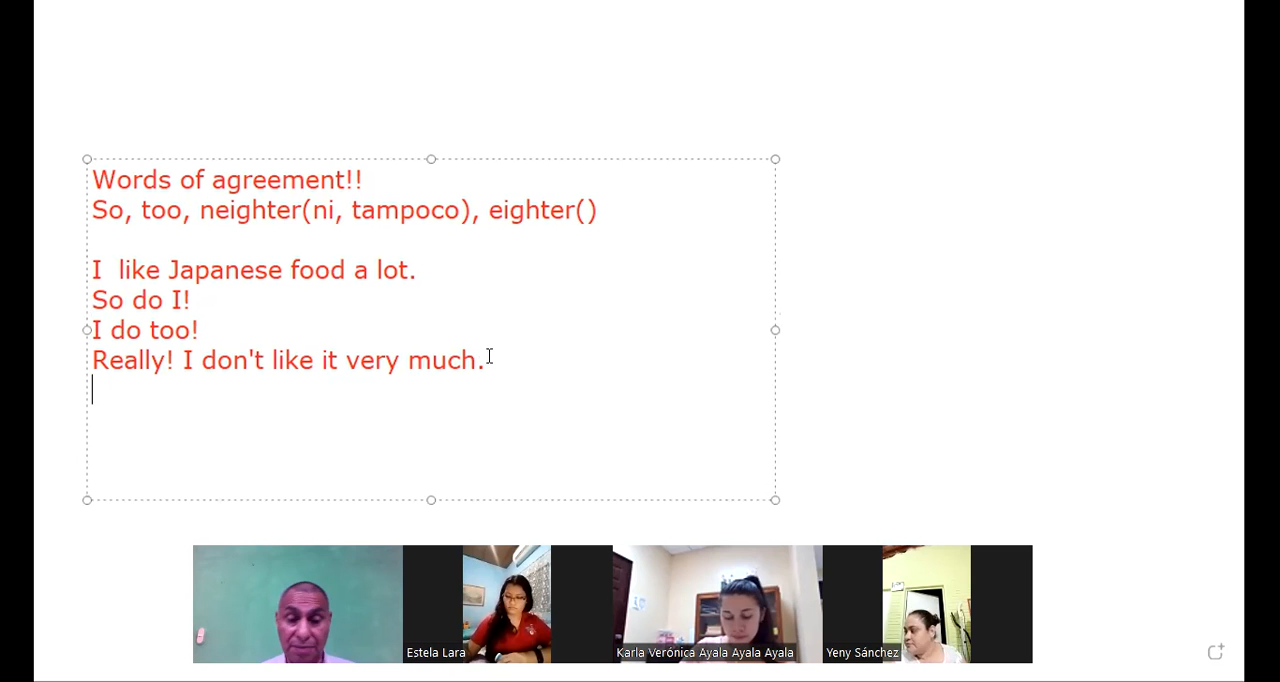 Words of agreement!!
So, too, neighter(ni, tampoco), eighter()
I  like Japanese food a lot.
So do I!
I do too!
Really! I don't like it very much.
Estela Lara
Karla Verónica Ayala Ayala Ayala
Yeny Sánchez